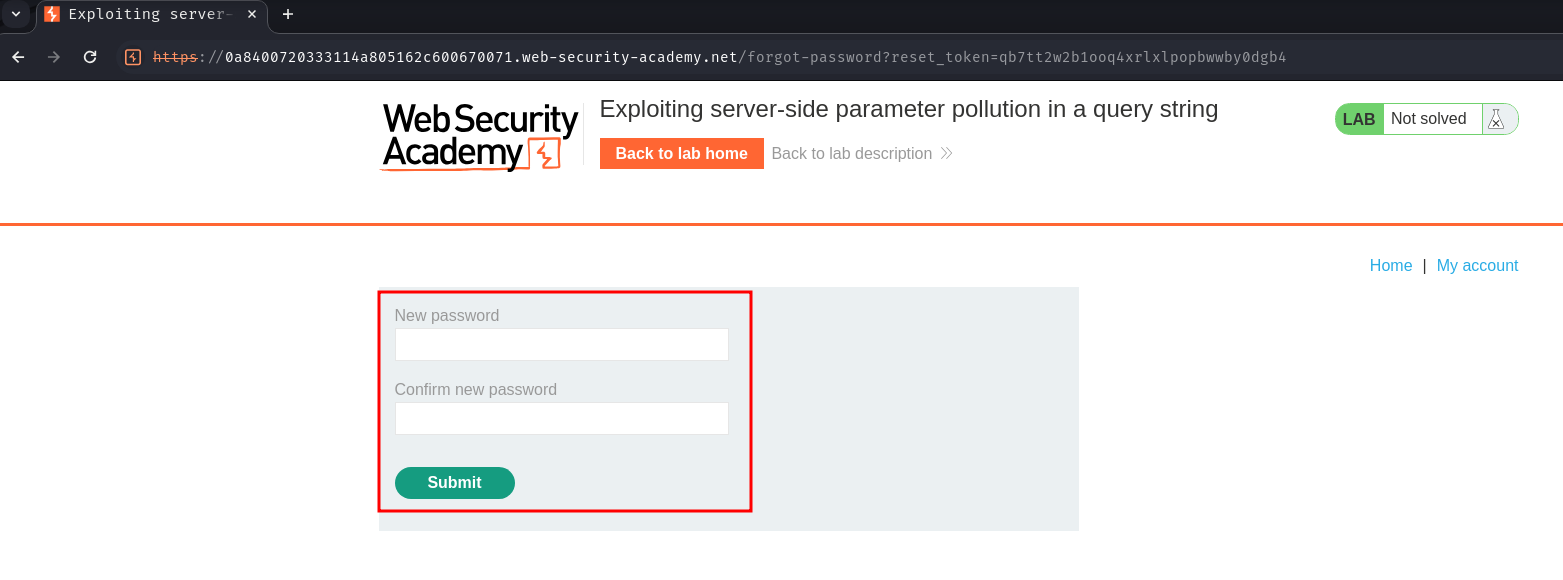 Exploiting server-
https://0a8400720333114a805162c600670071.web-security-academy.net/forgot-password?reset_token=qb7tt2w2b1ooq4xrlxlpopbwwby0dgb4
Web Security
Academy
Exploiting server-side parameter pollution in a query string
Back to lab home
Back to lab description
LAB
Not solved
Home | My account
New password
Confirm new password
Submit